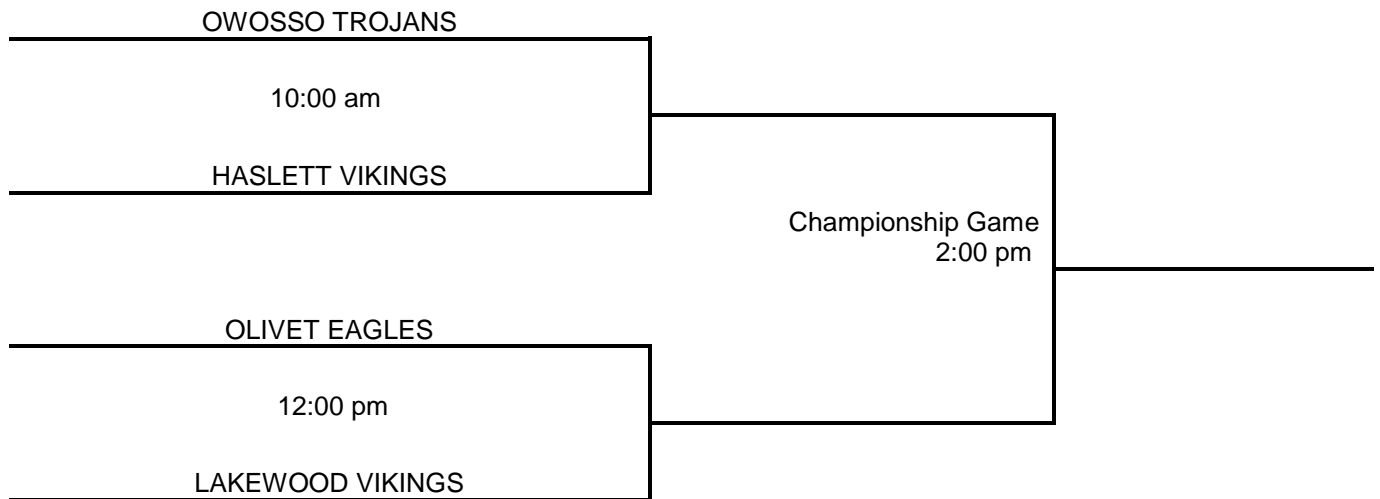 OWOSSO TROJANS
10:00 am
HASLETT VIKINGS
Championship Game
2:00 pm
OLIVET EAGLES
12:00 pm
LAKEWOOD VIKINGS